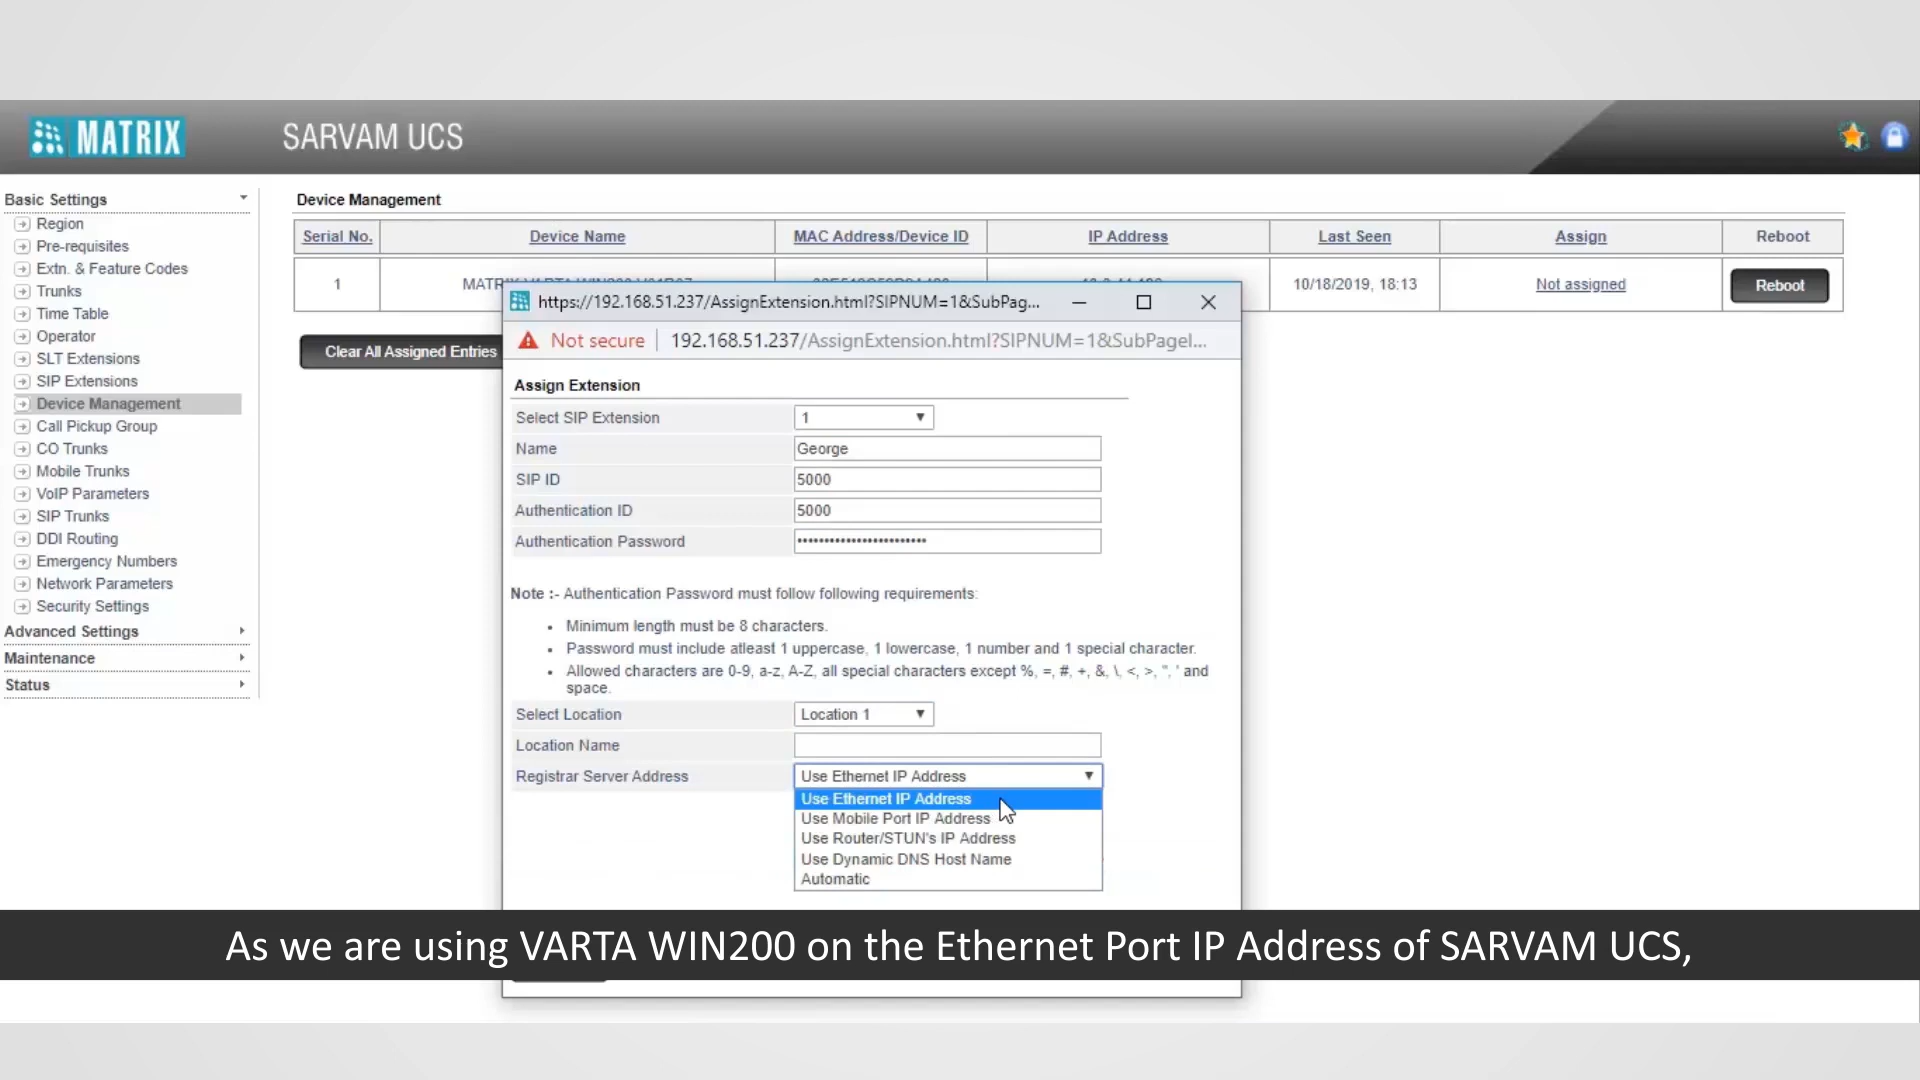 MATRIX SARVAM UCS
Basic Settings
Region
Pre-requisites
Extn. & Feature Codes
Trunks
Time Table
Operator
SLT Extensions
SIP Extensions
Device Management
Call Pickup Group
CO Trunks
Mobile Trunks
VoIP Parameters
SIP Trunks
DDI Routing
Emergency Numbers
Network Parameters
Security Settings
Advanced Settings
Maintenance
Status
Device Management
Serial No. Device Name MAC Address/Device ID IP Address Last Seen Assign Reboot
1 10/18/2019, 18:13 Not assigned Reboot
Clear All Assigned Entries
https://192.168.51.237/AssignExtension.html?SIPNUM=1&SubPag...
Not secure 192.168.51.237/AssignExtension.html?SIPNUM=1&SubPageI...
Assign Extension
Select SIP Extension 1
Name George
SIP ID 5000
Authentication ID 5000
Authentication Password
Note :- Authentication Password must follow following requirements:
Minimum length must be 8 characters.
Password must include atleast 1 uppercase, 1 lowercase, 1 number and 1 special character.
Allowed characters are 0-9, a-z, A-Z, all special characters except %, =, #, +, &, \, <, >, ", ' and
space.
Select Location Location 1
Location Name
Registrar Server Address Use Ethernet IP Address
Use Ethernet IP Address
Use Mobile Port IP Address
Use Router/STUN's IP Address
Use Dynamic DNS Host Name
Automatic
As we are using VARTA WIN200 on the Ethernet Port IP Address of SARVAM UCS,